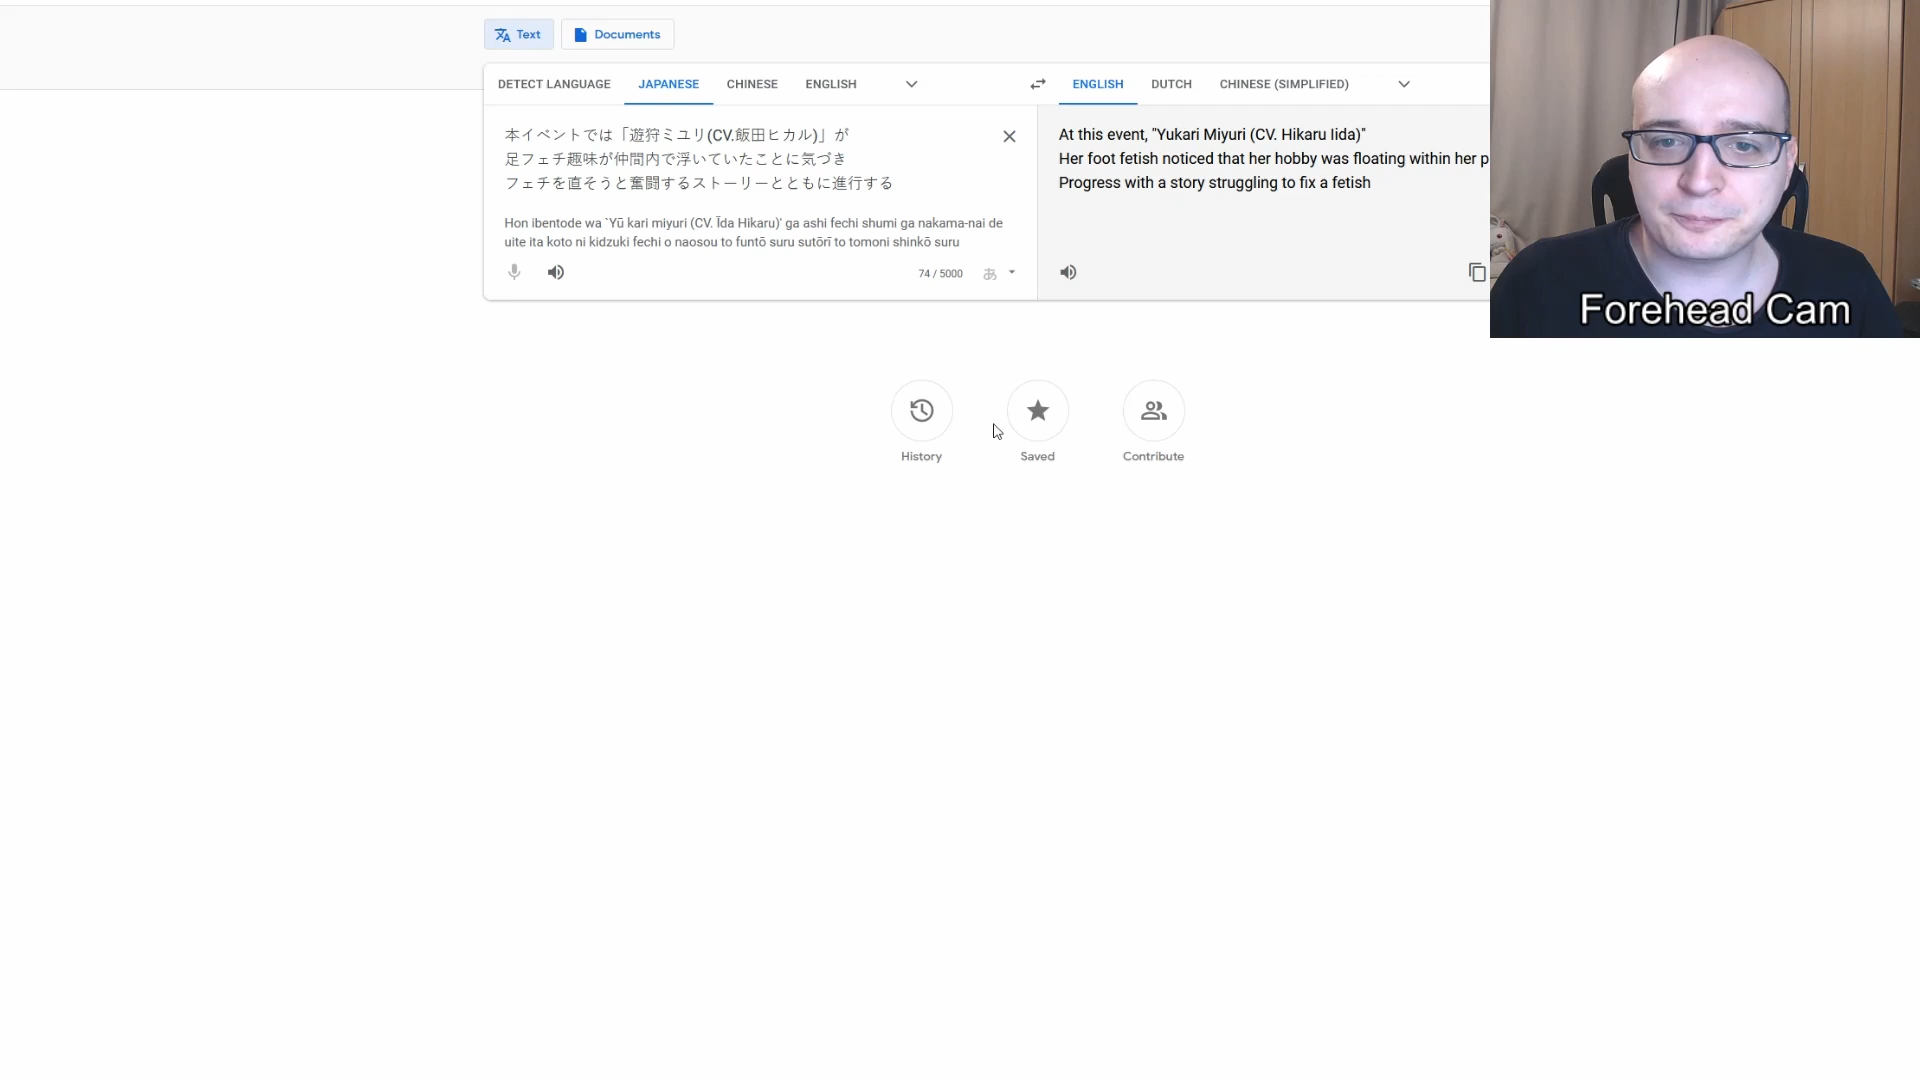 Text
Documents
DETECT LANGUAGE JAPANESE CHINESE ENGLISH
ENGLISH DUTCH CHINESE (SIMPLIFIED)
本イベントでは「遊狩ミユリ(CV.飯田ヒカル)」が
足フェチ趣味が仲間内で浮いていたことに気づき
フェチを直そうと奮闘するストーリーとともに進行する
Hon ibentode wa `Yū kari miyuri (CV. Īda Hikaru)' ga ashi fechi shumi ga nakama-nai de
uite ita koto ni kidzuki fechi o naosou to funtō suru sutōrī to tomoni shinkō suru
74 / 5000
あ
At this event, "Yukari Miyuri (CV. Hikaru Iida)"
Her foot fetish noticed that her hobby was floating within her p
Progress with a story struggling to fix a fetish
Forehead Cam
History
Saved
Contribute